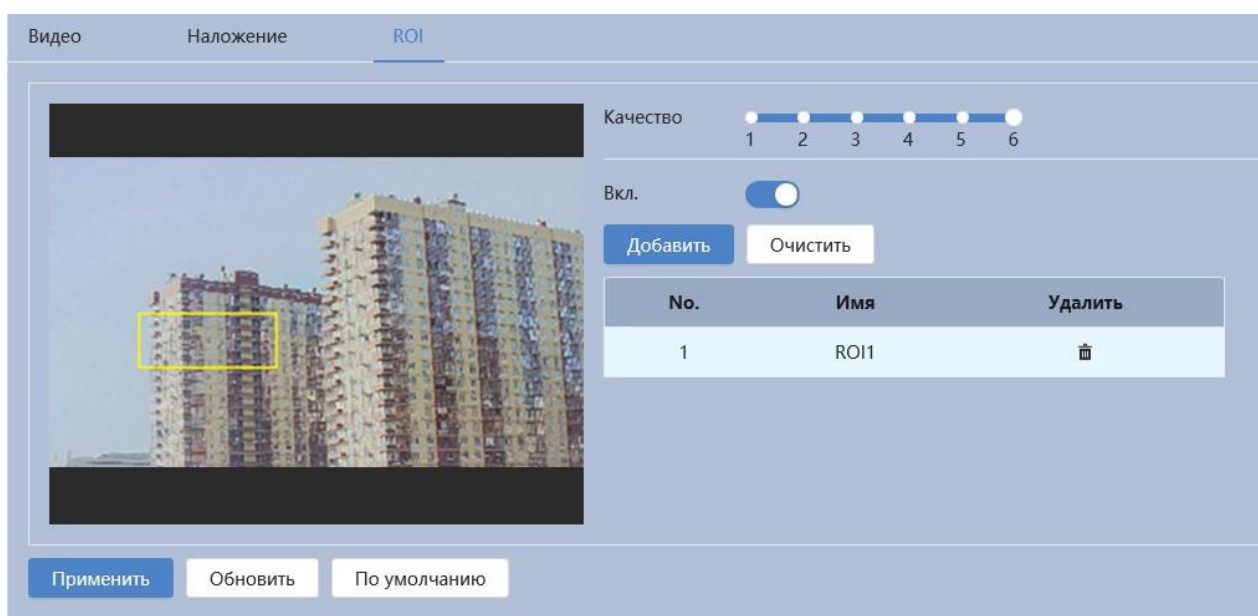 Видео Наложение ROI
Качество
1 2 3 4 5 6
Вкл.
Добавить Очистить
No. Имя Удалить
1 ROI1
Применить Обновить По умолчанию